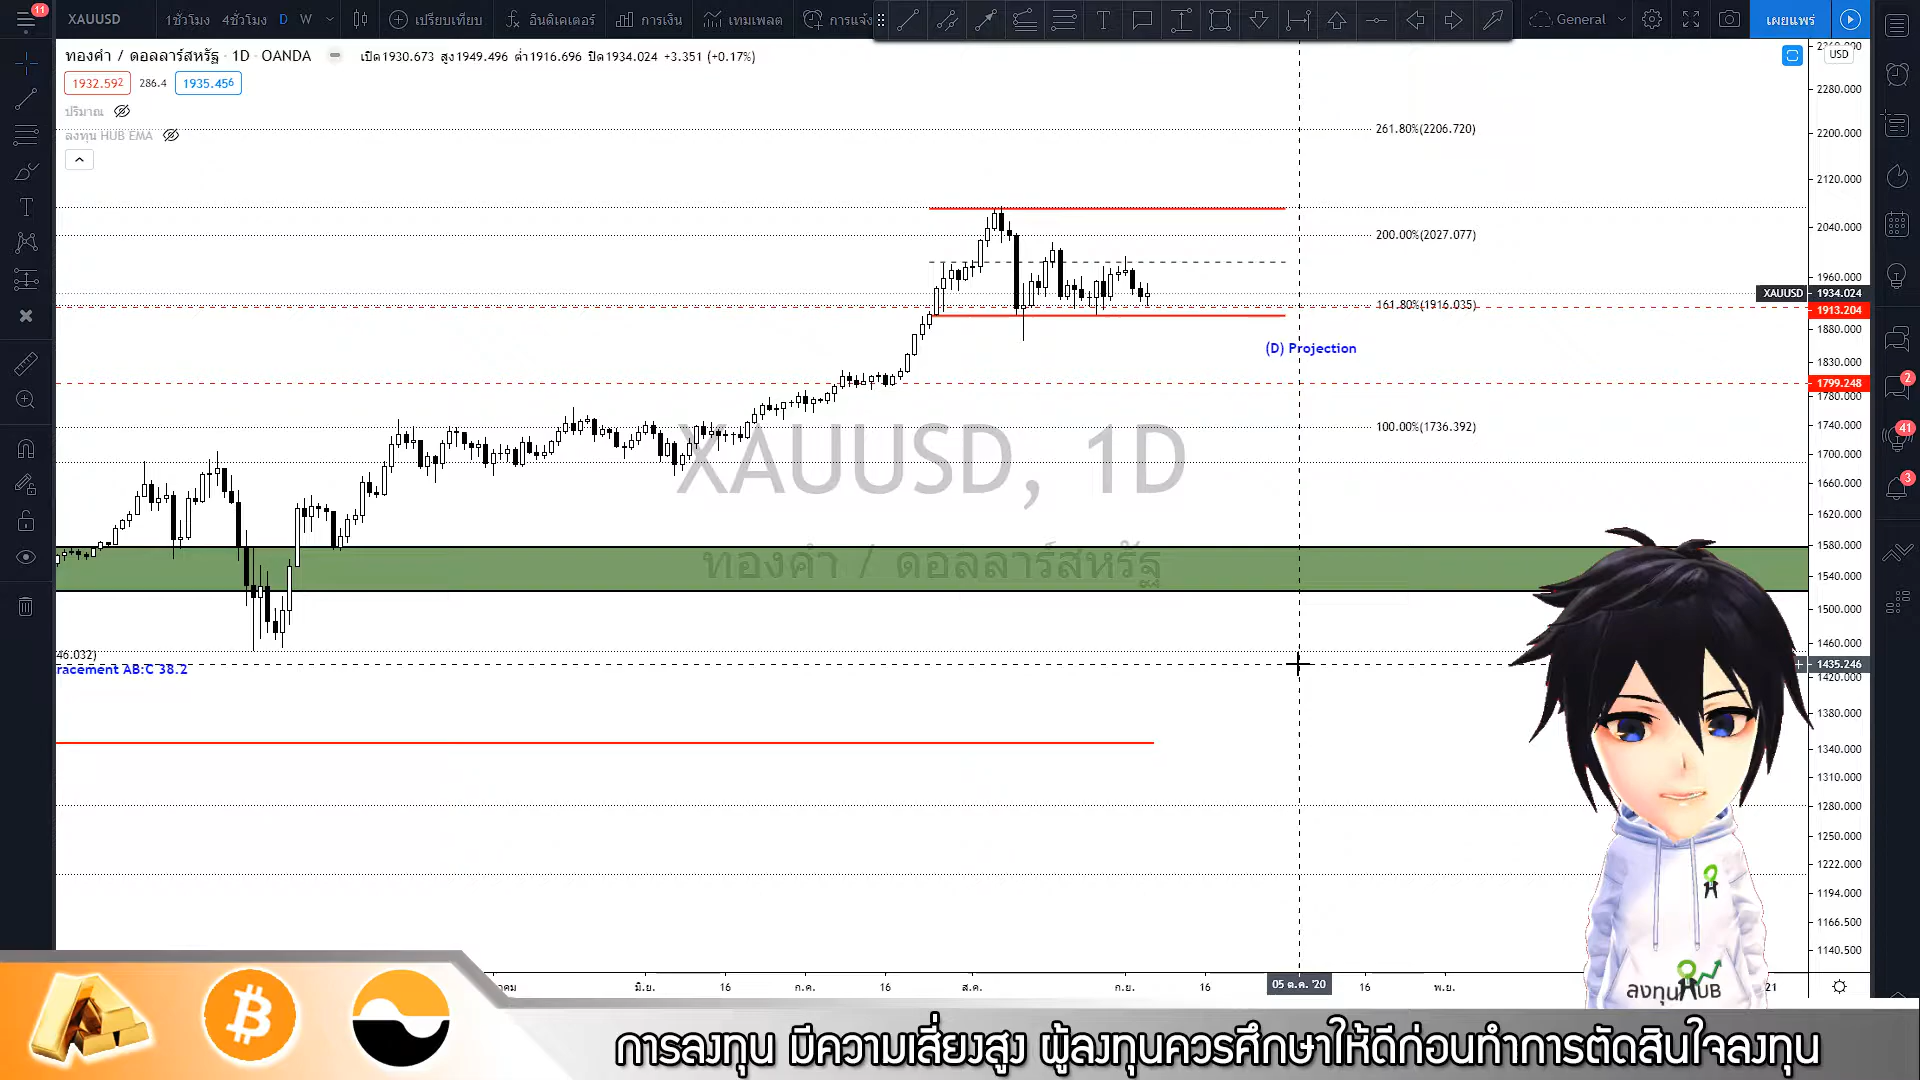 11
XAUUSD 1ชั่วโมง 4ชั่วโมง D W เปรียบเทียบ อินดิเคเตอร์ การเงิน เทมเพลต การแจ้ง General เผยแพร่
ทองคำ / ดอลลาร์สหรัฐ · 1D · OANDA เปิด1930.673 สูง1949.496 ต่ำ1916.696 ปิด1934.024 +3.351 (+0.17%)
USD
1932.592 286.4 1935.456
2280.000
ปริมาณ
261.80%(2206.720)
2200.000
ลงทุน HUB EMA
2120.000
200.00%(2027.077)
2040.000
1960.000
XAUUSD 1934.024
161.80%(1916.035)
1913.204
1880.000
(D) Projection
1830.000
1799.248
2
1780.000
100.00%(1736.392)
1740.000
41
1700.000
XAUUSD, 1D
3
1660.000
1620.000
1580.000
ทองคำ / ดอลลาร์สหรัฐ
1540.000
1500.000
1460.000
46.032)
racement AB:C 38.2
1435.246
1420.000
1380.000
1340.000
1310.000
1280.000
1250.000
1222.000
1194.000
1166.500
1140.500
ลงทุนHUB
มิ.ย. 16 ก.ค. 16 ส.ค. ก.ย. 16 05 ต.ค. '20 16 พ.ย. 21
การลงทุน มีความเสี่ยงสูง ผู้ลงทุนควรศึกษาให้ดีก่อนทำการตัดสินใจลงทุน